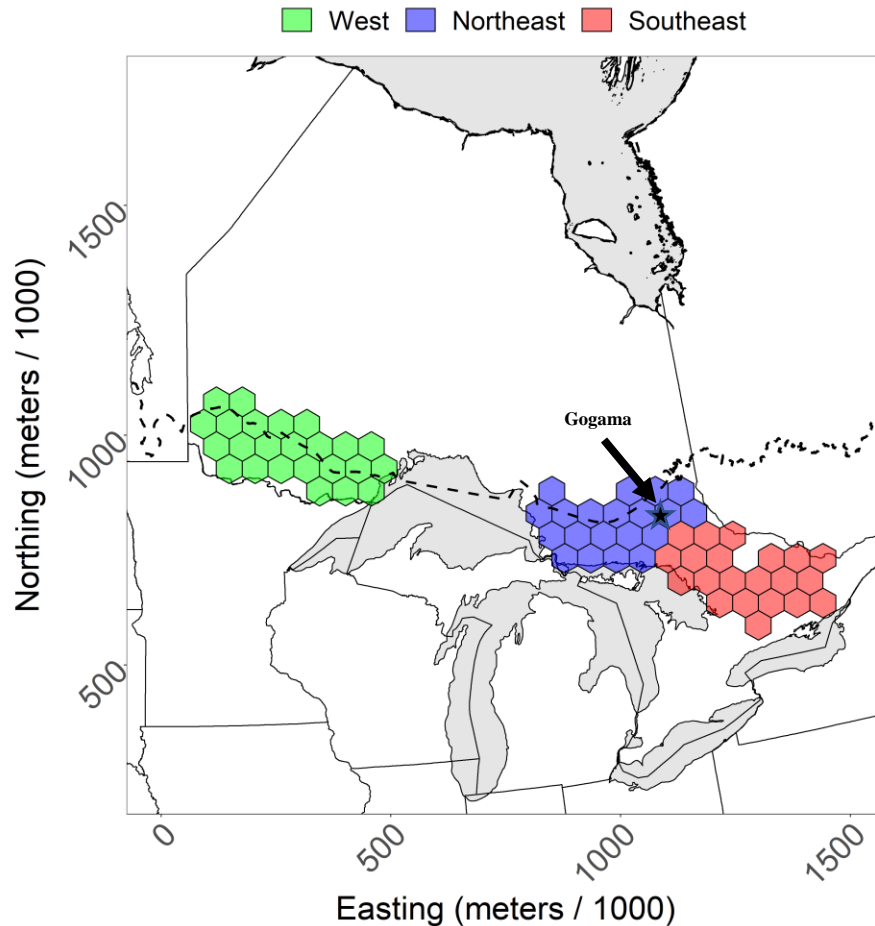 West Northeast Southeast
1500
Gogama
1000
500
Northing (meters / 1000)
0 500 1000 1500
Easting (meters / 1000)